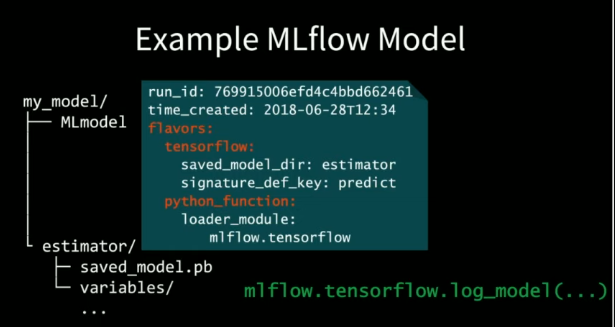 Example MLflow Model
my_model/
MLmodel
run_id: 769915006efd4c4bbd662461
time_created: 2018-06-28T12:34
flavors:
tensorflow:
saved_model_dir: estimator
signature_def_key: predict
python_function:
loader_module:
mlflow.tensorflow
estimator/
saved_model.pb
variables/
...
mlflow.tensorflow.log_model(...)